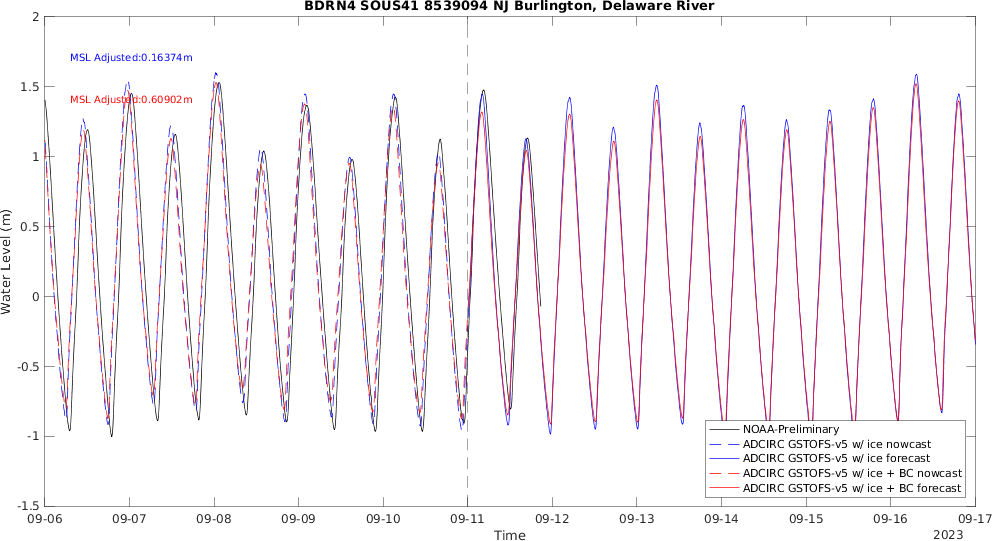 BDRN4 SOUS41 8539094 NJ Burlington, Delaware River
MSL Adjusted:0.16374m
MSL Adjusted:0.60902m
Water Level (m)
2
1.5
1
0.5
0
-0.5
-1
-1.5
NOAA-Preliminary
ADCIRC GSTOFS-v5 w/ ice nowcast
ADCIRC GSTOFS-v5 w/ ice forecast
ADCIRC GSTOFS-v5 w/ ice + BC nowcast
ADCIRC GSTOFS-v5 w/ ice + BC forecast
09-06 09-07 09-08 09-09 09-10 09-11 09-12 09-13 09-14 09-15 09-16 09-17
Time
2023